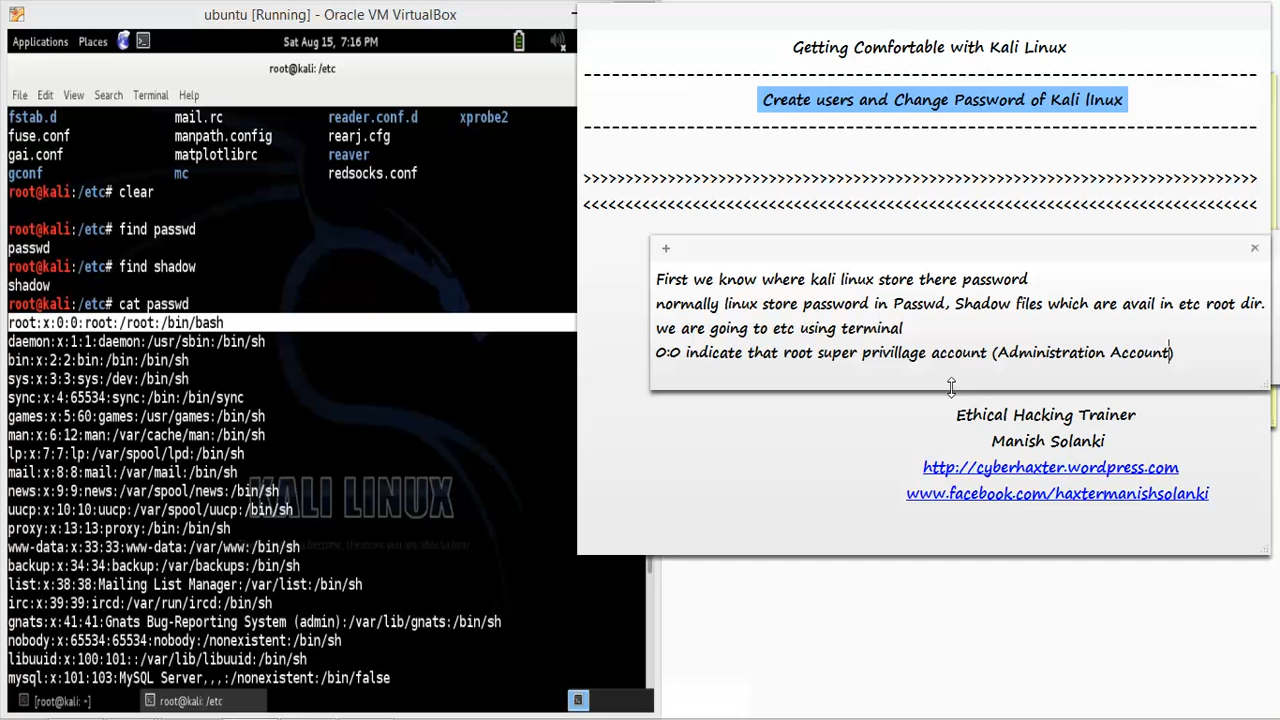 ubuntu [Running] - Oracle VM VirtualBox
Applications Places
Sat Aug 15, 7:16 PM
root@kali: /etc
File Edit View Search Terminal Help
fstab.d mail.rc reader.conf.d xprobe2
fuse.conf manpath.config rearj.cfg
gai.conf matplotlibrc reaver
gconf mc redsocks.conf
root@kali:/etc# clear
root@kali:/etc# find passwd
passwd
root@kali:/etc# find shadow
shadow
root@kali:/etc# cat passwd
root:x:0:0:root:/root:/bin/bash
daemon:x:1:1:daemon:/usr/sbin:/bin/sh
bin:x:2:2:bin:/bin:/bin/sh
sys:x:3:3:sys:/dev:/bin/sh
sync:x:4:65534:sync:/bin:/bin/sync
games:x:5:60:games:/usr/games:/bin/sh
man:x:6:12:man:/var/cache/man:/bin/sh
lp:x:7:7:lp:/var/spool/lpd:/bin/sh
mail:x:8:8:mail:/var/mail:/bin/sh
news:x:9:9:news:/var/spool/news:/bin/sh
uucp:x:10:10:uucp:/var/spool/uucp:/bin/sh
proxy:x:13:13:proxy:/bin:/bin/sh
www-data:x:33:33:www-data:/var/www:/bin/sh
backup:x:34:34:backup:/var/backups:/bin/sh
list:x:38:38:Mailing List Manager:/var/list:/bin/sh
irc:x:39:39:ircd:/var/run/ircd:/bin/sh
gnats:x:41:41:Gnats Bug-Reporting System (admin):/var/lib/gnats:/bin/sh
nobody:x:65534:65534:nobody:/nonexistent:/bin/sh
libuuid:x:100:101::/var/lib/libuuid:/bin/sh
mysql:x:101:103:MySQL Server,,,:/nonexistent:/bin/false
KALI LINUX
[root@kali: ~]
root@kali: /etc
Getting Comfortable with Kali Linux
Create users and Change Password of Kali lInux
First we know where kali linux store there password
normally linux store password in Passwd, Shadow files which are avail in etc root dir.
we are going to etc using terminal
0:0 indicate that root super privillage account (Administration Account)
Ethical Hacking Trainer
Manish Solanki
http://cyberhaxter.wordpress.com
www.facebook.com/haxtermanishsolanki